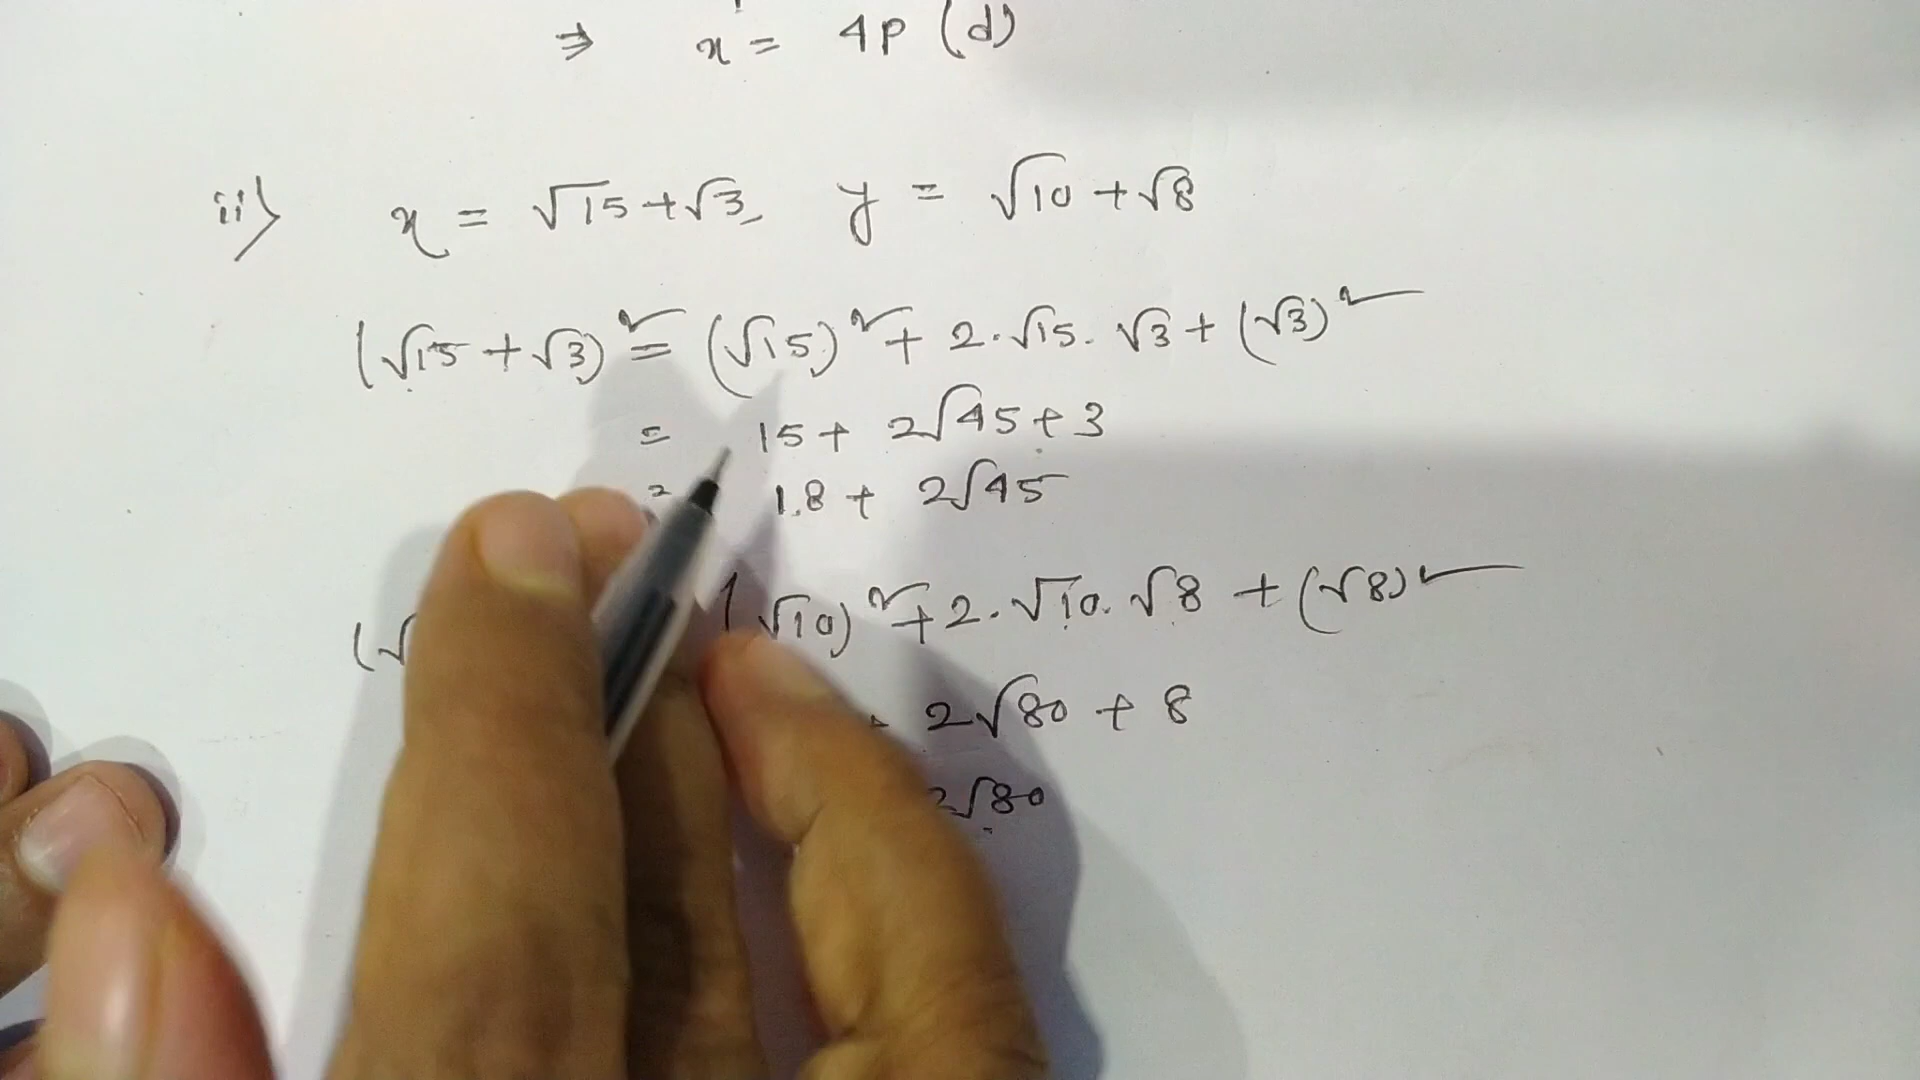 ⇒ x = 4P (d)
ii) x = √15 + √3, y = √10 + √8
(√15 + √3)² = (√15)² + 2.√15.√3 + (√3)²
= 15 + 2√45 + 3
= 18 + 2√45
(√ (√10)² + 2.√10.√8 + (√8)²
2√80 + 8
2√80